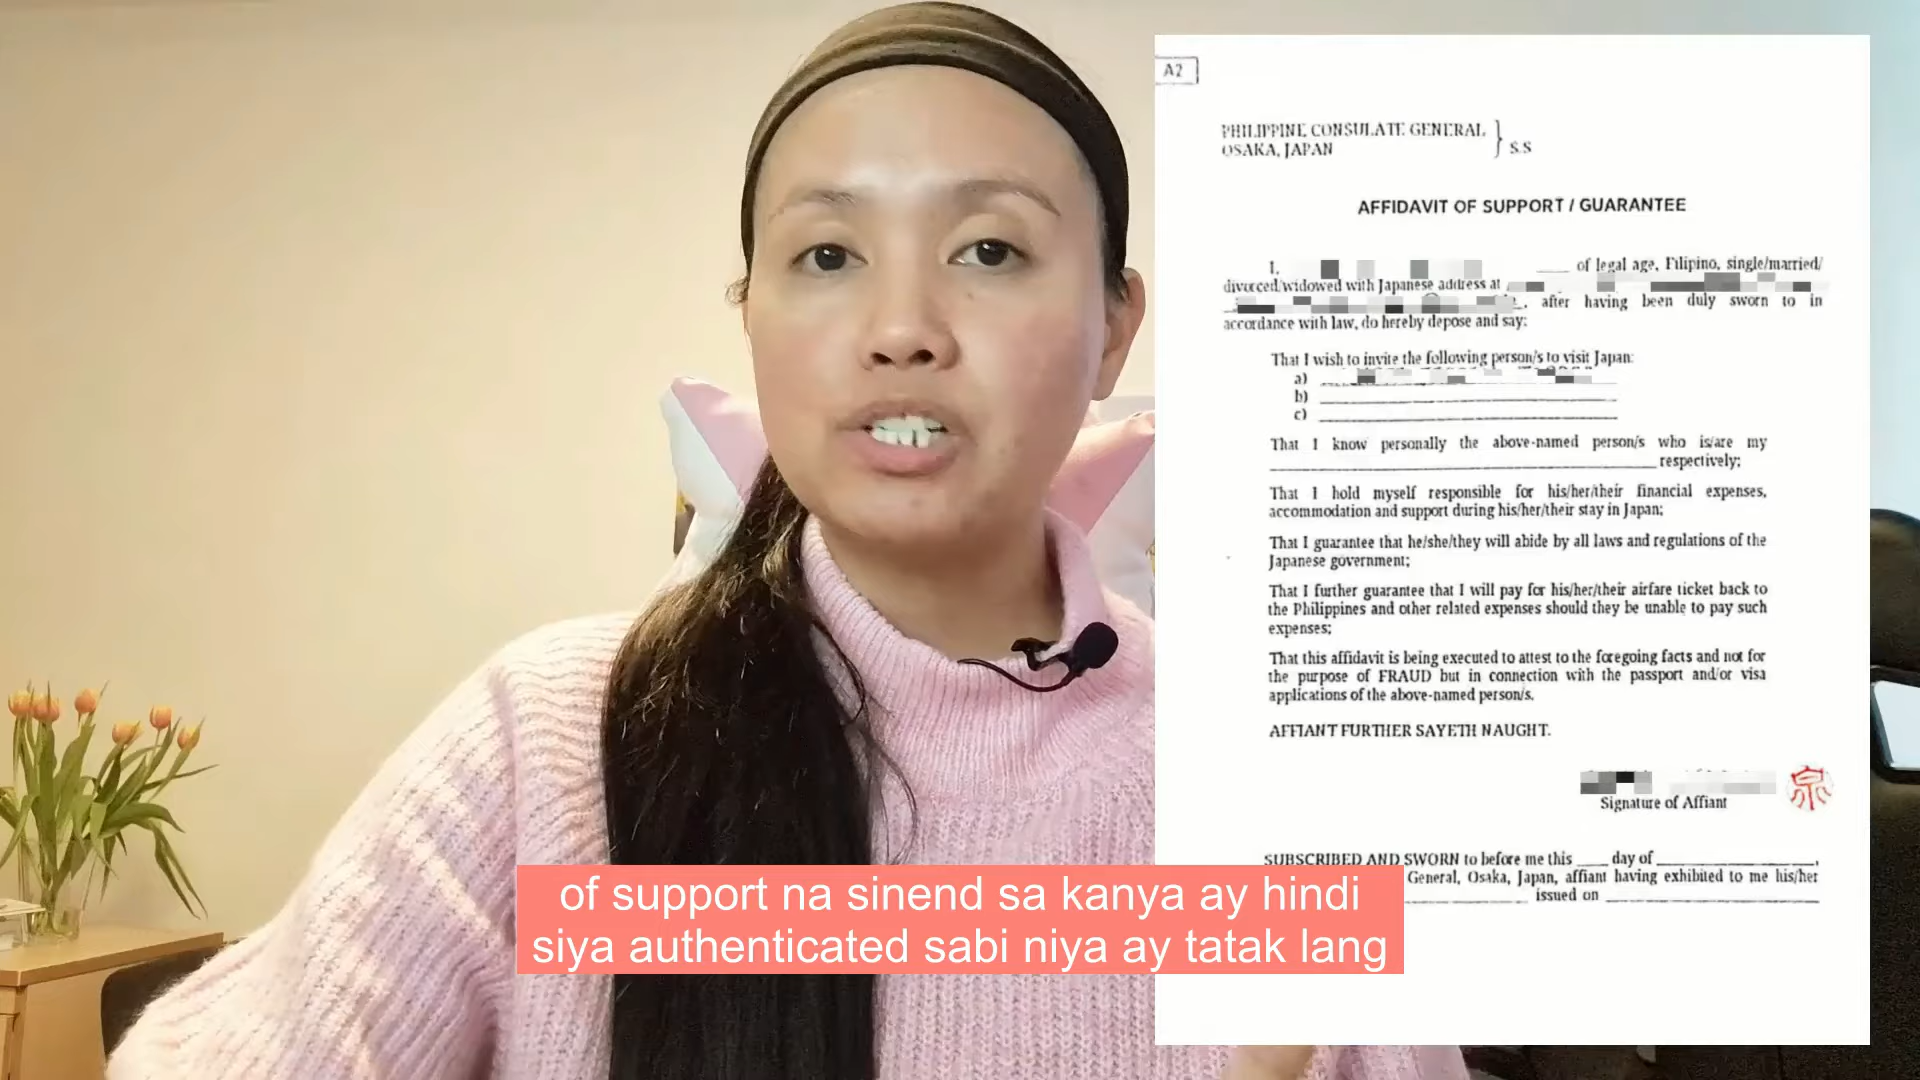 A2
PHILIPPINE CONSULATE GENERAL
OSAKA, JAPAN
S.S
AFFIDAVIT OF SUPPORT / GUARANTEE
I, of legal age, Filipino, single/married/
divorced/widowed with Japanese address at
, after having been duly sworn to in
accordance with law, do hereby depose and say:
That I wish to invite the following person/s to visit Japan:
a)
b)
c)
That I know personally the above-named person/s who is/are my
respectively;
That I hold myself responsible for his/her/their financial expenses,
accommodation and support during his/her/their stay in Japan;
That I guarantee that he/she/they will abide by all laws and regulations of the
Japanese government;
That I further guarantee that I will pay for his/her/their airfare ticket back to
the Philippines and other related expenses should they be unable to pay such
expenses;
That this affidavit is being executed to attest to the foregoing facts and not for
the purpose of FRAUD but in connection with the passport and/or visa
applications of the above-named person/s.
AFFIANT FURTHER SAYETH NAUGHT.
Signature of Affiant
SUBSCRIBED AND SWORN to before me this ____ day of ____,
General, Osaka, Japan, affiant having exhibited to me his/her
issued on
of support na sinend sa kanya ay hindi
siya authenticated sabi niya ay tatak lang